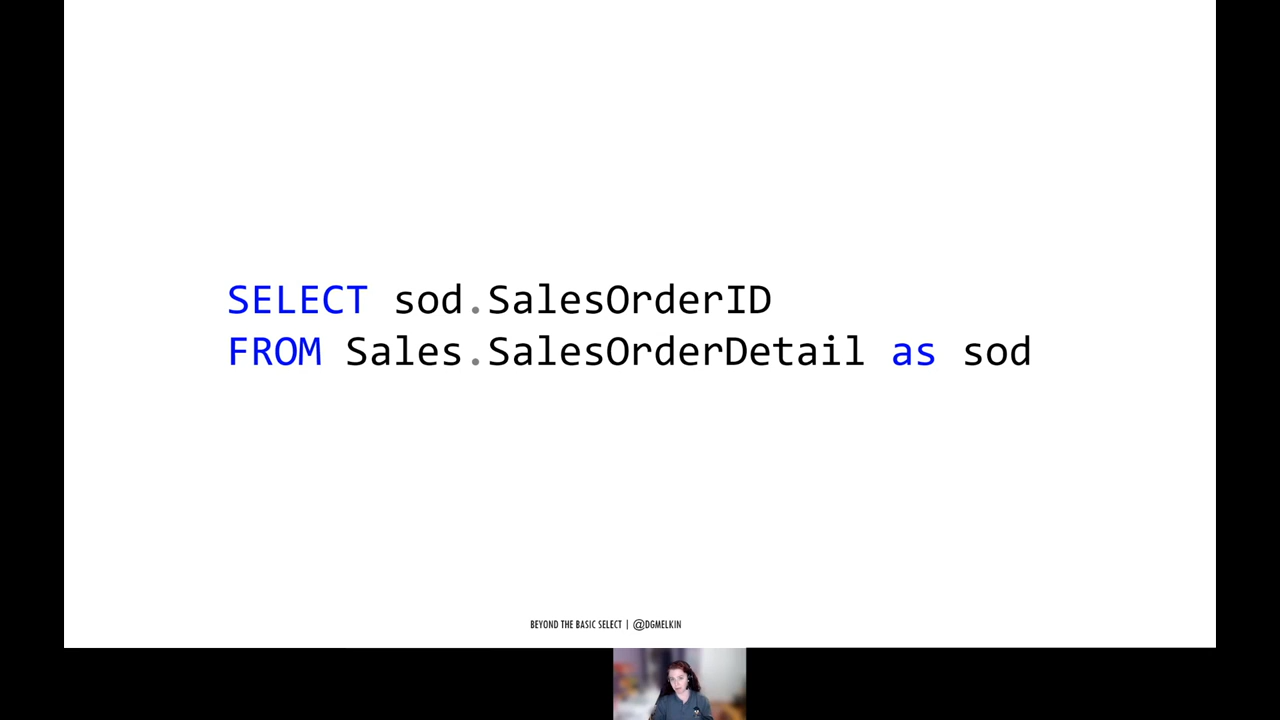 SELECT sod.SalesOrderID
FROM Sales.SalesOrderDetail as sod
BEYOND THE BASIC SELECT | @DGMELKIN